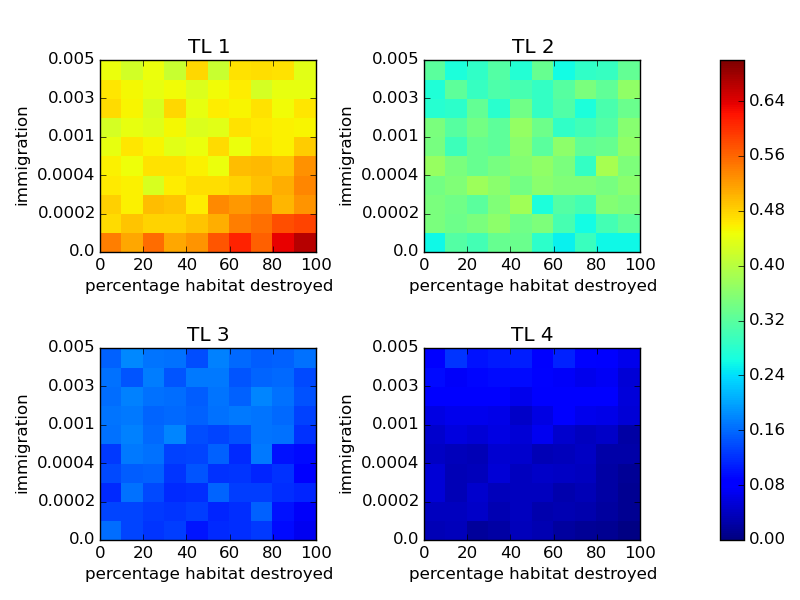 TL 1
0.005
0.003
0.001
0.0004
0.0002
0.0
immigration
0 20 40 60 80 100
percentage habitat destroyed
TL 2
0.005
0.003
0.001
0.0004
0.0002
0.0
immigration
0 20 40 60 80 100
percentage habitat destroyed
TL 3
0.005
0.003
0.001
0.0004
0.0002
0.0
immigration
0 20 40 60 80 100
percentage habitat destroyed
TL 4
0.005
0.003
0.001
0.0004
0.0002
0.0
immigration
0 20 40 60 80 100
percentage habitat destroyed
0.64
0.56
0.48
0.40
0.32
0.24
0.16
0.08
0.00